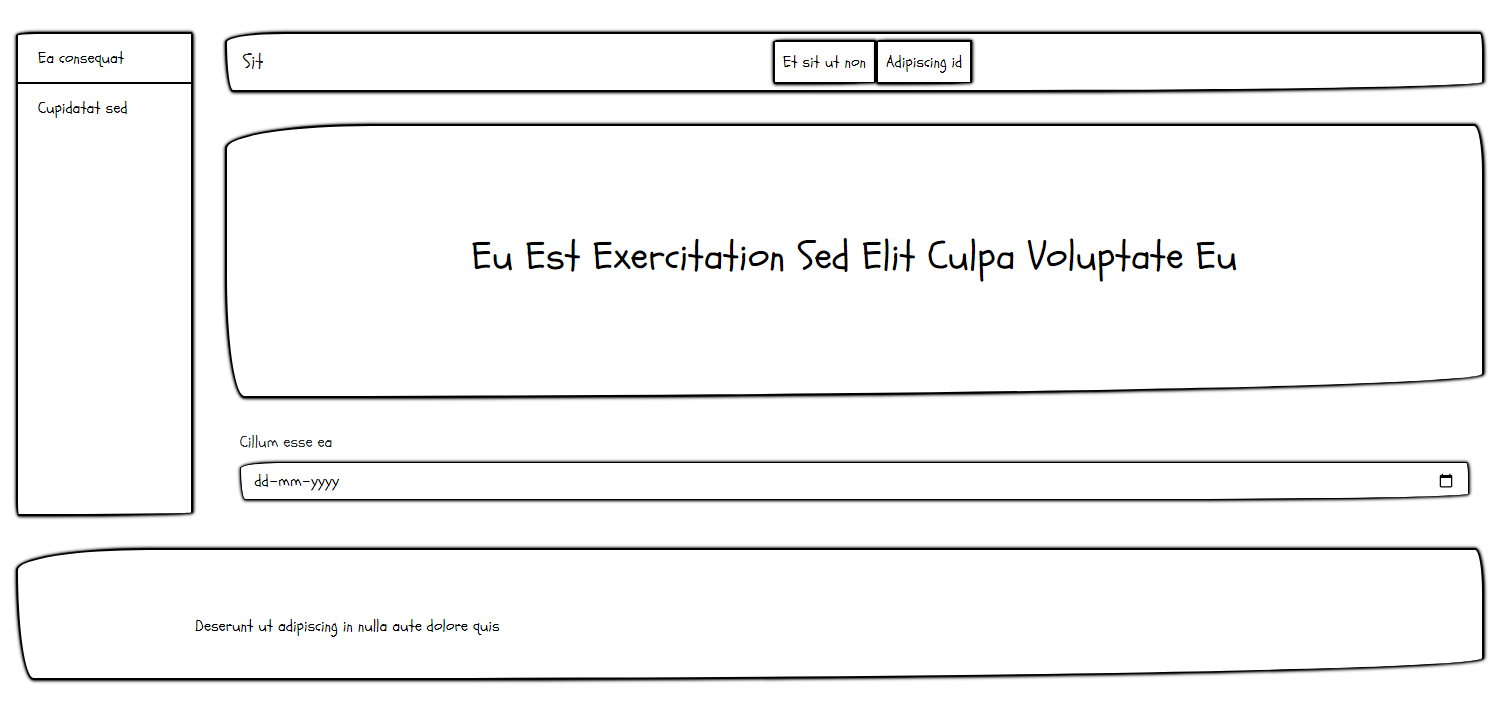 Ea consequat
Cupidatat sed
Sit
Et sit ut non
Adipiscing id
Eu Est Exercitation Sed Elit Culpa Voluptate Eu
Cillum esse ea
dd-mm-yyyy
Deserunt ut adipiscing in nulla aute dolore quis